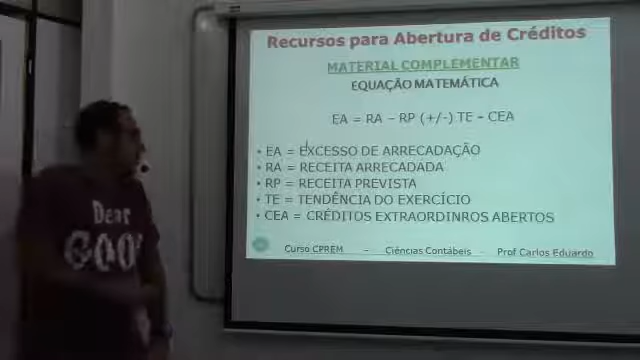 Recursos para Abertura de Créditos
MATERIAL COMPLEMENTAR
EQUAÇÃO MATEMÁTICA
EA = RA – RP (+/-) TE – CEA
• EA = EXCESSO DE ARRECADAÇÃO
• RA = RECEITA ARRECADADA
• RP = RECEITA PREVISTA
• TE = TENDÊNCIA DO EXERCÍCIO
• CEA = CRÉDITOS EXTRAORDINROS ABERTOS
Curso CPREM – Ciências Contábeis - Prof Carlos Eduardo
Dear